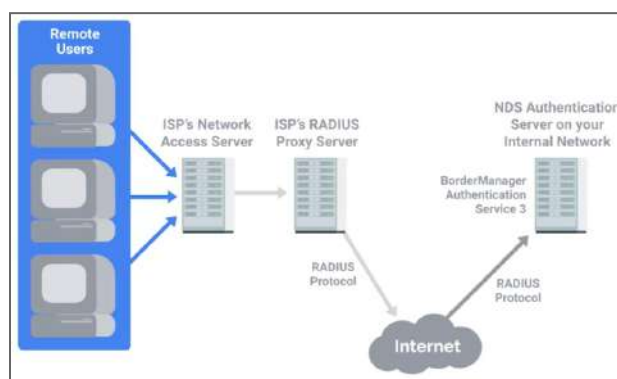 Remote
Users
ISP's Network
Access Server
ISP's RADIUS
Proxy Server
NDS Authentication
Server on your
Internal Network
BorderManager
Authentication
Service 3
RADIUS
Protocol
RADIUS
Protocol
Internet